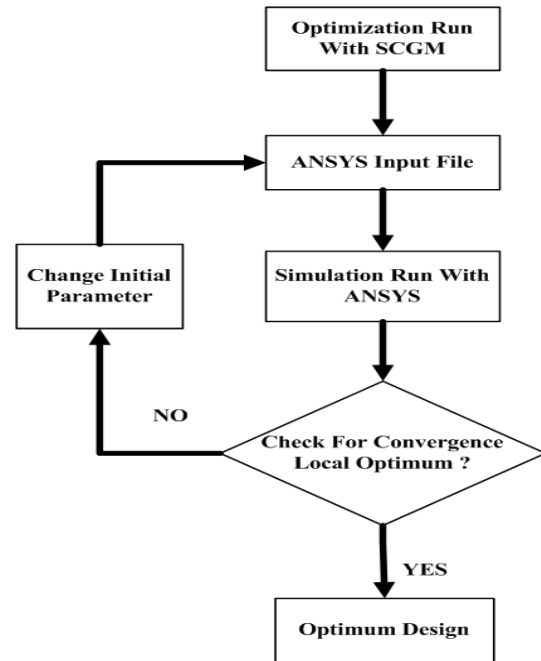 Optimization Run
With SCGM
ANSYS Input File
Change Initial
Parameter
Simulation Run With
ANSYS
NO
Check For Convergence
Local Optimum ?
YES
Optimum Design